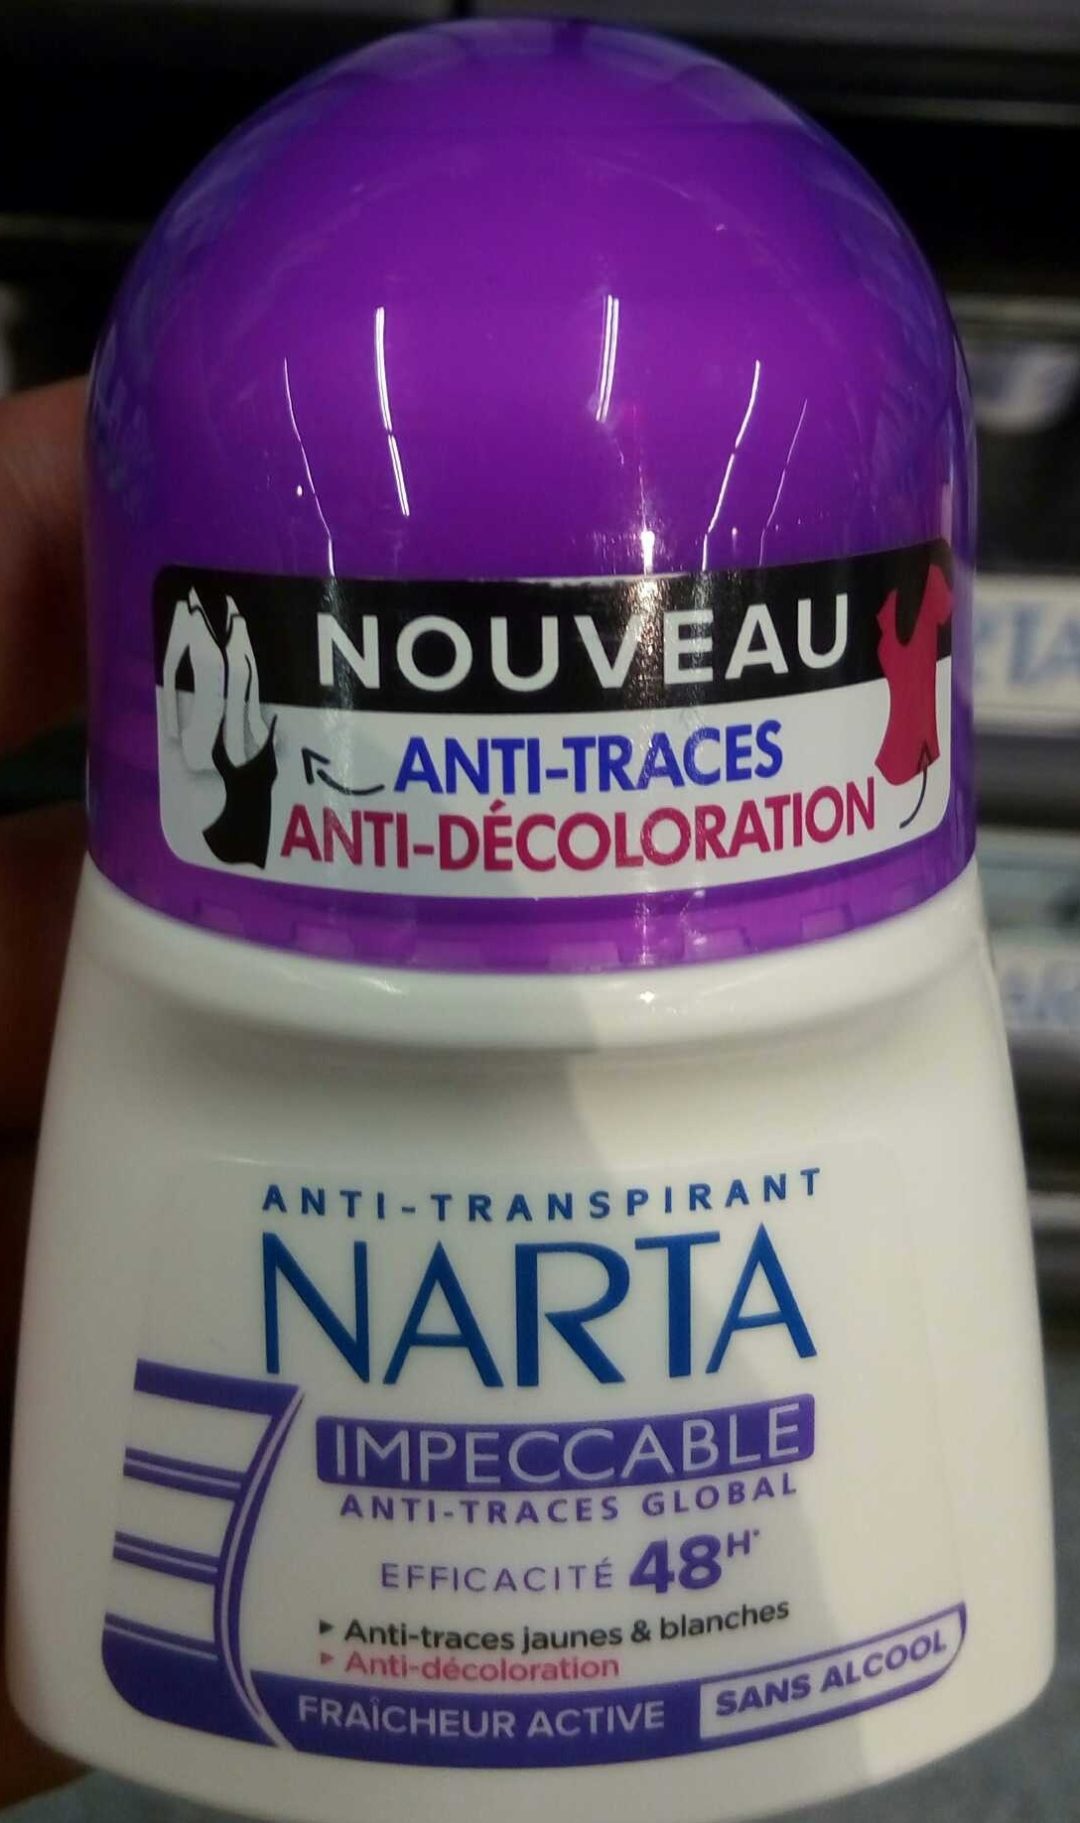 NOUVEAU
ANTI-TRACES
ANTI-DÉCOLORATION
ANTI-TRANSPIRANT
NARTA
IMPECCABLE
ANTI-TRACES GLOBAL
EFFICACITÉ 48H*
▸ Anti-traces jaunes & blanches
▸ Anti-décoloration
FRAÎCHEUR ACTIVE SANS ALCOOL